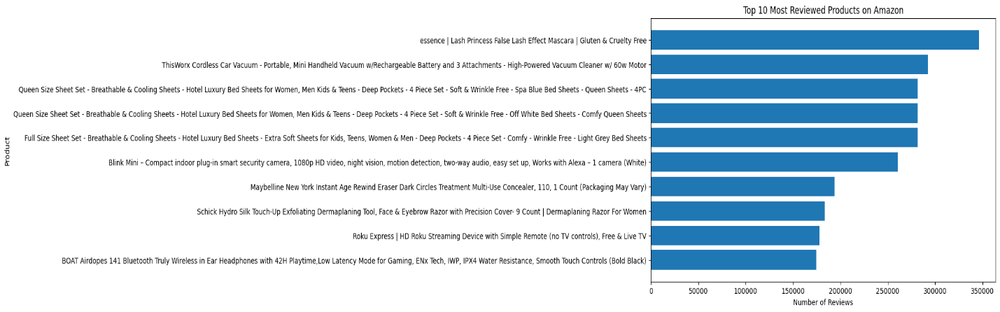 Top 10 Most Reviewed Products on Amazon
essence | Lash Princess False Lash Effect Mascara | Gluten & Cruelty Free
ThisWorx Cordless Car Vacuum - Portable, Mini Handheld Vacuum w/Rechargeable Battery and 3 Attachments - High-Powered Vacuum Cleaner w/ 60w Motor
Queen Size Sheet Set - Breathable & Cooling Sheets - Hotel Luxury Bed Sheets for Women, Men Kids & Teens - Deep Pockets - 4 Piece Set - Soft & Wrinkle Free - Spa Blue Bed Sheets - Queen Sheets - 4PC
Queen Size Sheet Set - Breathable & Cooling Sheets - Hotel Luxury Bed Sheets for Women, Men Kids & Teens - Deep Pockets - 4 Piece Set - Soft & Wrinkle Free - Off White Bed Sheets - Comfy Queen Sheets
Full Size Sheet Set - Breathable & Cooling Sheets - Hotel Luxury Bed Sheets - Extra Soft Sheets for Kids, Teens, Women & Men - Deep Pockets - 4 Piece Set - Comfy - Wrinkle Free - Light Grey Bed Sheets
Blink Mini – Compact indoor plug-in smart security camera, 1080p HD video, night vision, motion detection, two-way audio, easy set up, Works with Alexa – 1 camera (White)
Maybelline New York Instant Age Rewind Eraser Dark Circles Treatment Multi-Use Concealer, 110, 1 Count (Packaging May Vary)
Schick Hydro Silk Touch-Up Exfoliating Dermaplaning Tool, Face & Eyebrow Razor with Precision Cover- 9 Count | Dermaplaning Razor For Women
Roku Express | HD Roku Streaming Device with Simple Remote (no TV controls), Free & Live TV
BOAT Airdopes 141 Bluetooth Truly Wireless in Ear Headphones with 42H Playtime,Low Latency Mode for Gaming, ENx Tech, IWP, IPX4 Water Resistance, Smooth Touch Controls (Bold Black)
Product
0 50000 100000 150000 200000 250000 300000 350000
Number of Reviews